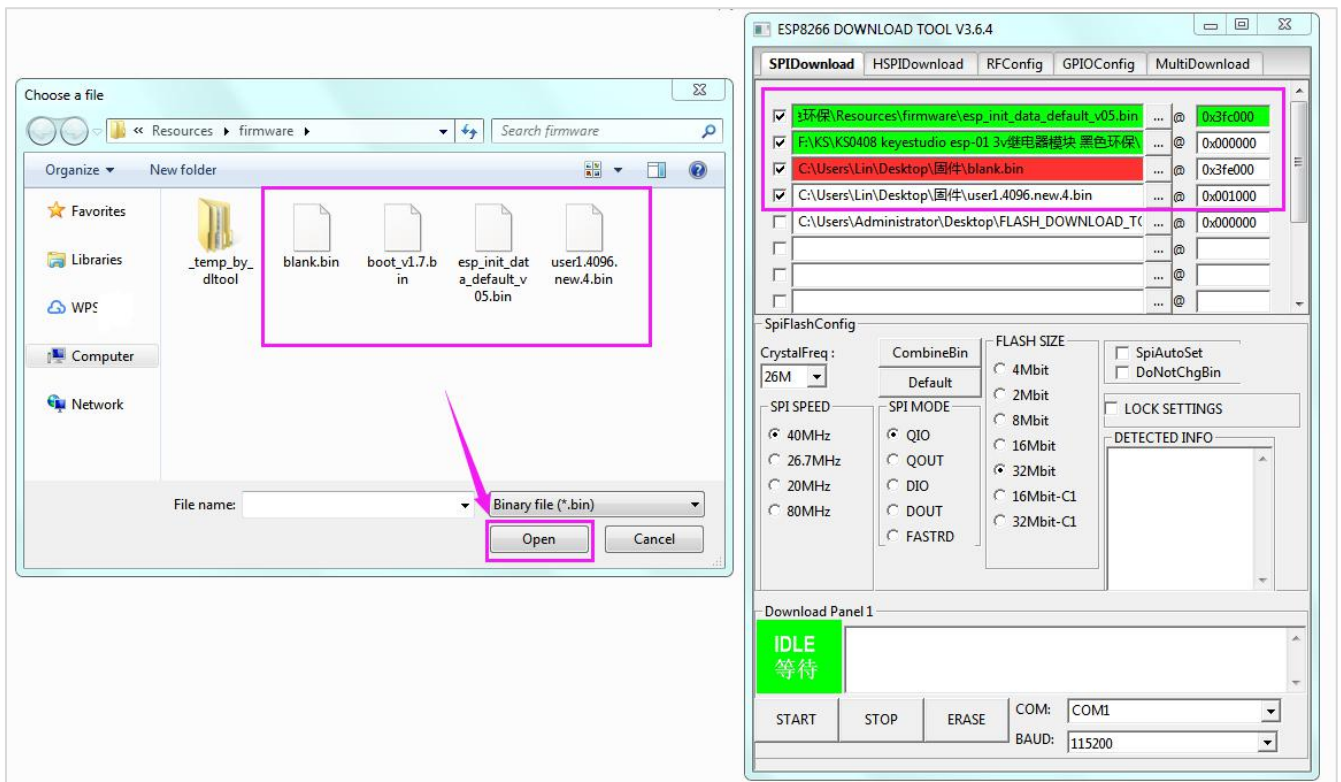 Choose a file
« Resources ▸ firmware ▸
Search firmware
Organize
New folder
Favorites
Libraries
WPS
Computer
Network
_temp_by_
dltool
blank.bin
boot_v1.7.b
in
esp_init_dat
a_default_v
05.bin
user1.4096.
new.4.bin
File name:
Binary file (*.bin)
Open
Cancel
ESP8266 DOWNLOAD TOOL V3.6.4
SPIDownload HSPIDownload RFConfig GPIOConfig MultiDownload
环保\Resources\firmware\esp_init_data_default_v05.bin ... @ 0x3fc000
F:\KS\KS0408 keyestudio esp-01 3v继电器模块 黑色环保\ ... @ 0x000000
C:\Users\Lin\Desktop\固件\blank.bin ... @ 0x3fe000
C:\Users\Lin\Desktop\固件\user1.4096.new.4.bin ... @ 0x001000
C:\Users\Administrator\Desktop\FLASH_DOWNLOAD_T( ... @ 0x000000
... @
... @
... @
SpiFlashConfig
CrystalFreq :
26M
CombineBin
Default
SPI SPEED
40MHz
26.7MHz
20MHz
80MHz
SPI MODE
QIO
QOUT
DIO
DOUT
FASTRD
FLASH SIZE
4Mbit
2Mbit
8Mbit
16Mbit
32Mbit
16Mbit-C1
32Mbit-C1
SpiAutoSet
DoNotChgBin
LOCK SETTINGS
DETECTED INFO
Download Panel 1
IDLE
等待
START STOP ERASE
COM: COM1
BAUD: 115200